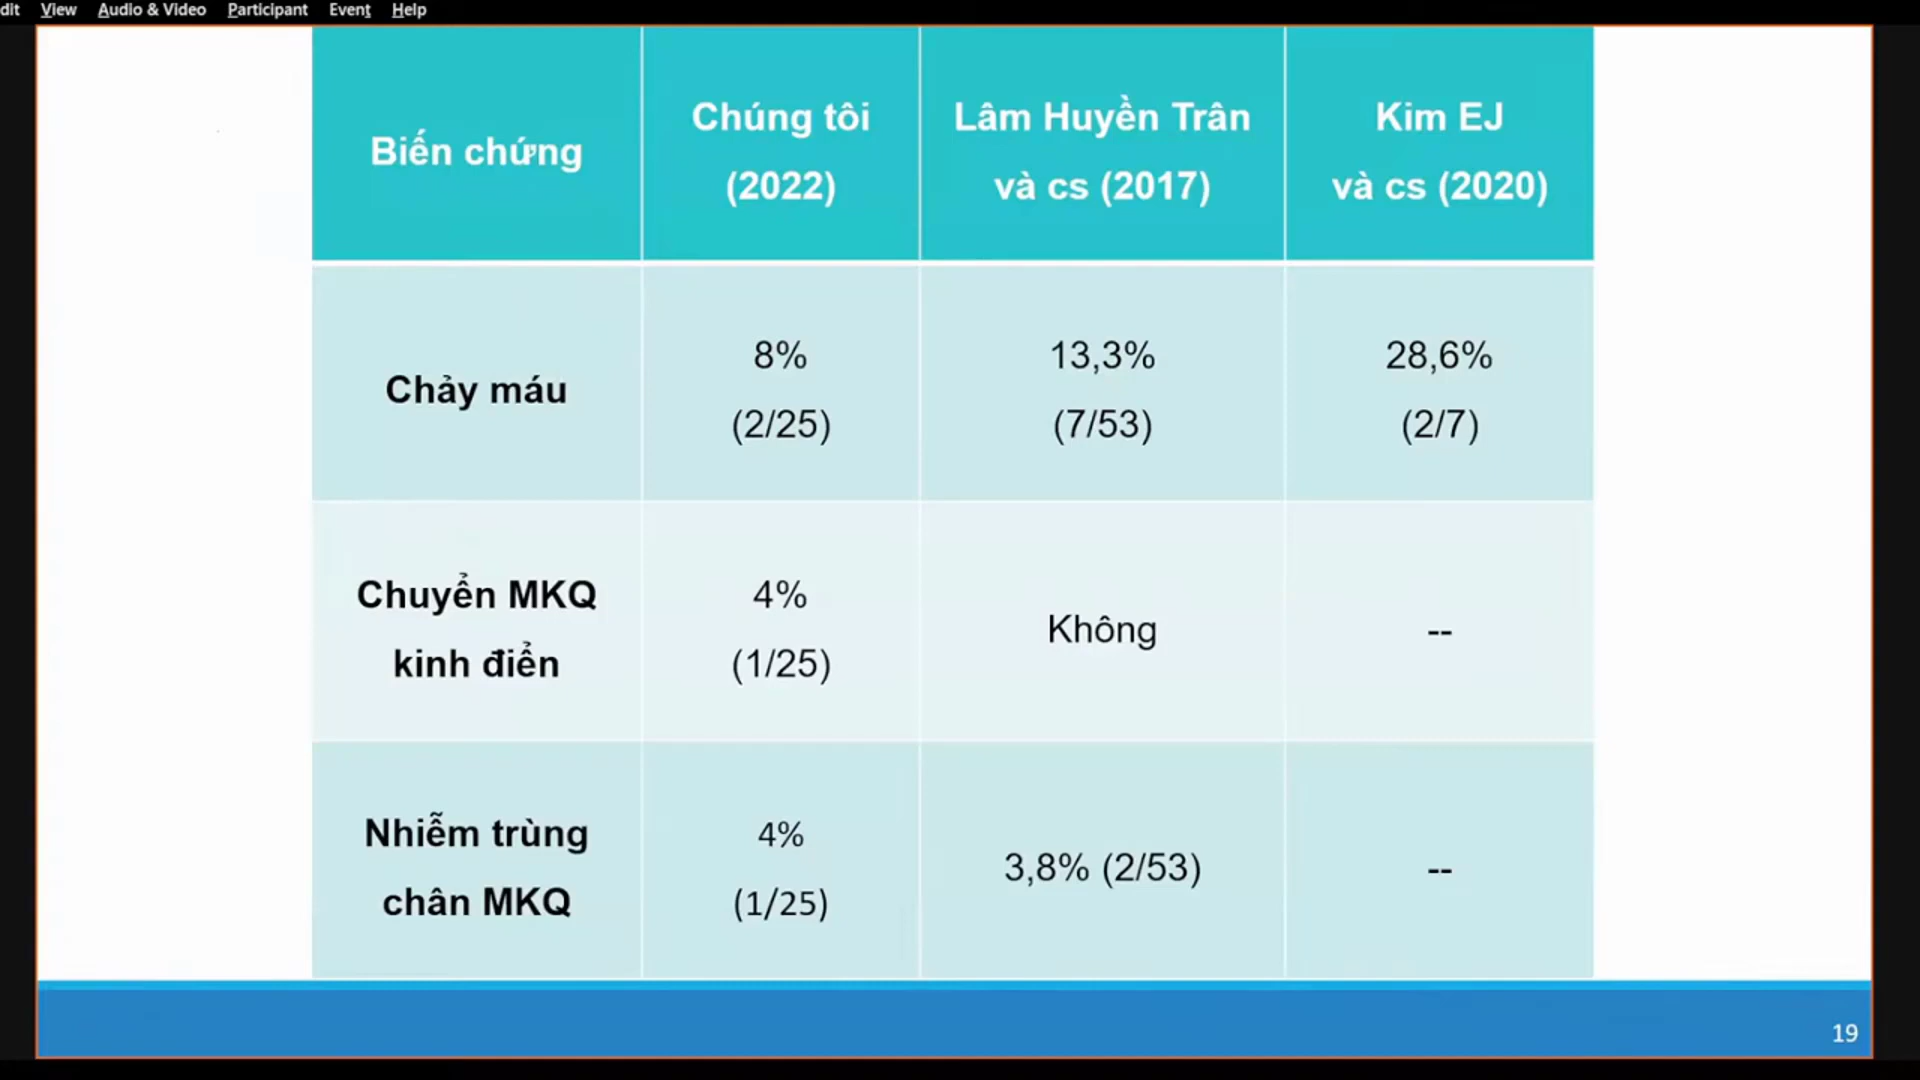 dit View Audio & Video Participant Event Help
Biến chứng
Chúng tôi
(2022)
Lâm Huyền Trân
và cs (2017)
Kim EJ
và cs (2020)
Chảy máu
8%
(2/25)
13,3%
(7/53)
28,6%
(2/7)
Chuyển MKQ
kinh điển
4%
(1/25)
Không
--
Nhiễm trùng
chân MKQ
4%
(1/25)
3,8% (2/53)
--
19